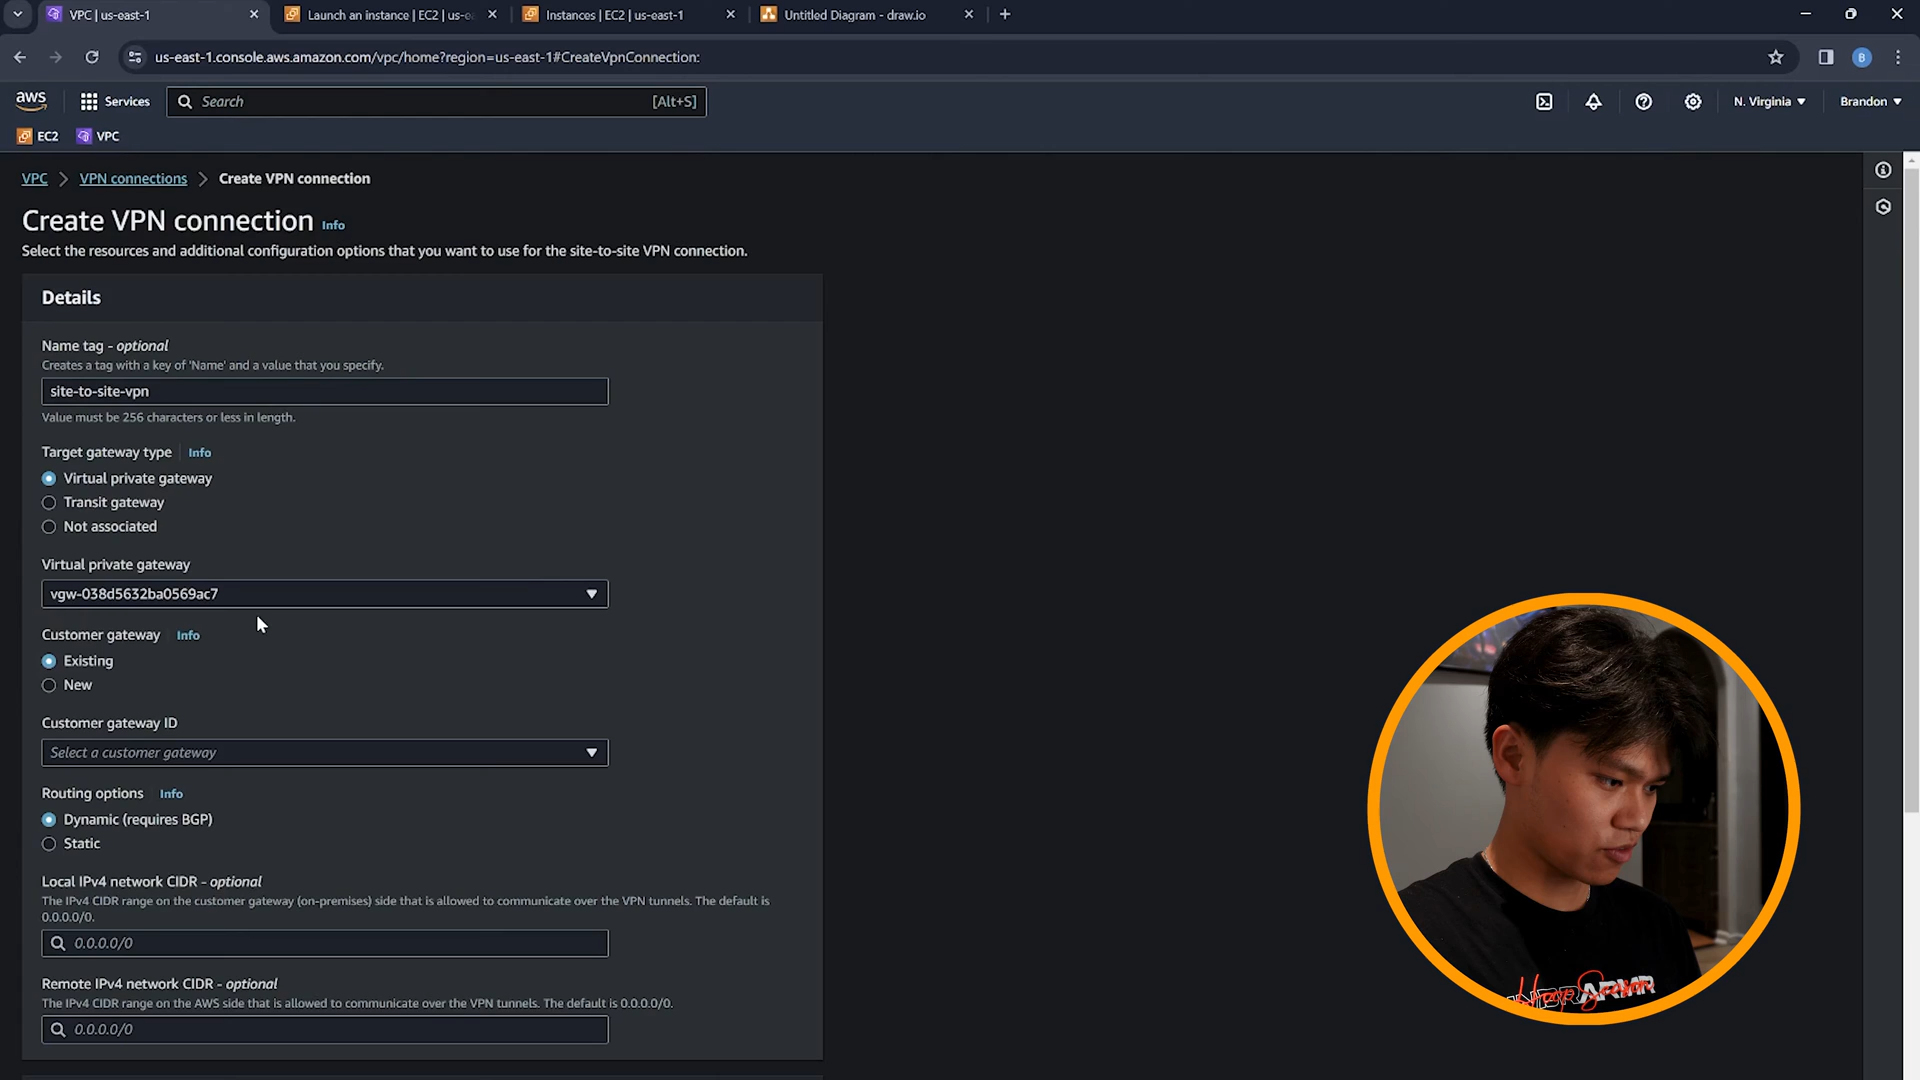 VPC | us-east-1
Launch an instance | EC2 | us-e
Instances | EC2 | us-east-1
Untitled Diagram - draw.io
us-east-1.console.aws.amazon.com/vpc/home?region=us-east-1#CreateVpnConnection:
B
aws
Services
Search
[Alt+S]
N. Virginia
Brandon
EC2
VPC
VPC
VPN connections
Create VPN connection
Create VPN connection
Info
Select the resources and additional configuration options that you want to use for the site-to-site VPN connection.
Details
Name tag - optional
Creates a tag with a key of 'Name' and a value that you specify.
site-to-site-vpn
Value must be 256 characters or less in length.
Target gateway type
Info
Virtual private gateway
Transit gateway
Not associated
Virtual private gateway
vgw-038d5632ba0569ac7
Customer gateway
Info
Existing
New
Customer gateway ID
Select a customer gateway
Routing options
Info
Dynamic (requires BGP)
Static
Local IPv4 network CIDR - optional
The IPv4 CIDR range on the customer gateway (on-premises) side that is allowed to communicate over the VPN tunnels. The default is
0.0.0.0/0.
0.0.0.0/0
Remote IPv4 network CIDR - optional
The IPv4 CIDR range on the AWS side that is allowed to communicate over the VPN tunnels. The default is 0.0.0.0/0.
0.0.0.0/0